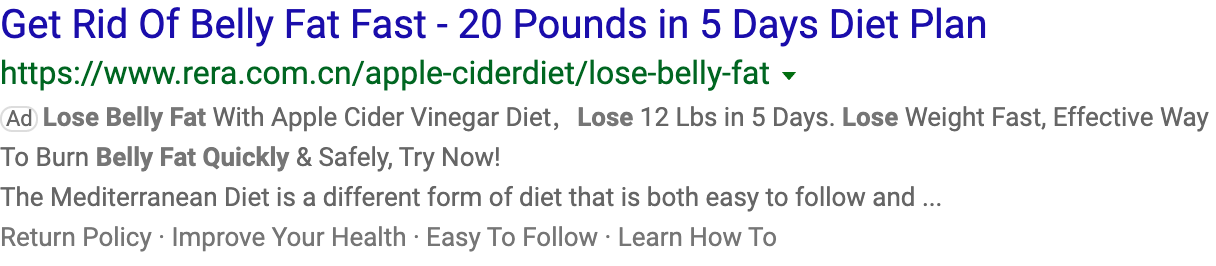 Get Rid Of Belly Fat Fast - 20 Pounds in 5 Days Diet Plan
https://www.rera.com.cn/apple-ciderdiet/lose-belly-fat
Ad Lose Belly Fat With Apple Cider Vinegar Diet，Lose 12 Lbs in 5 Days. Lose Weight Fast, Effective Way
To Burn Belly Fat Quickly & Safely, Try Now!
The Mediterranean Diet is a different form of diet that is both easy to follow and ...
Return Policy · Improve Your Health · Easy To Follow · Learn How To